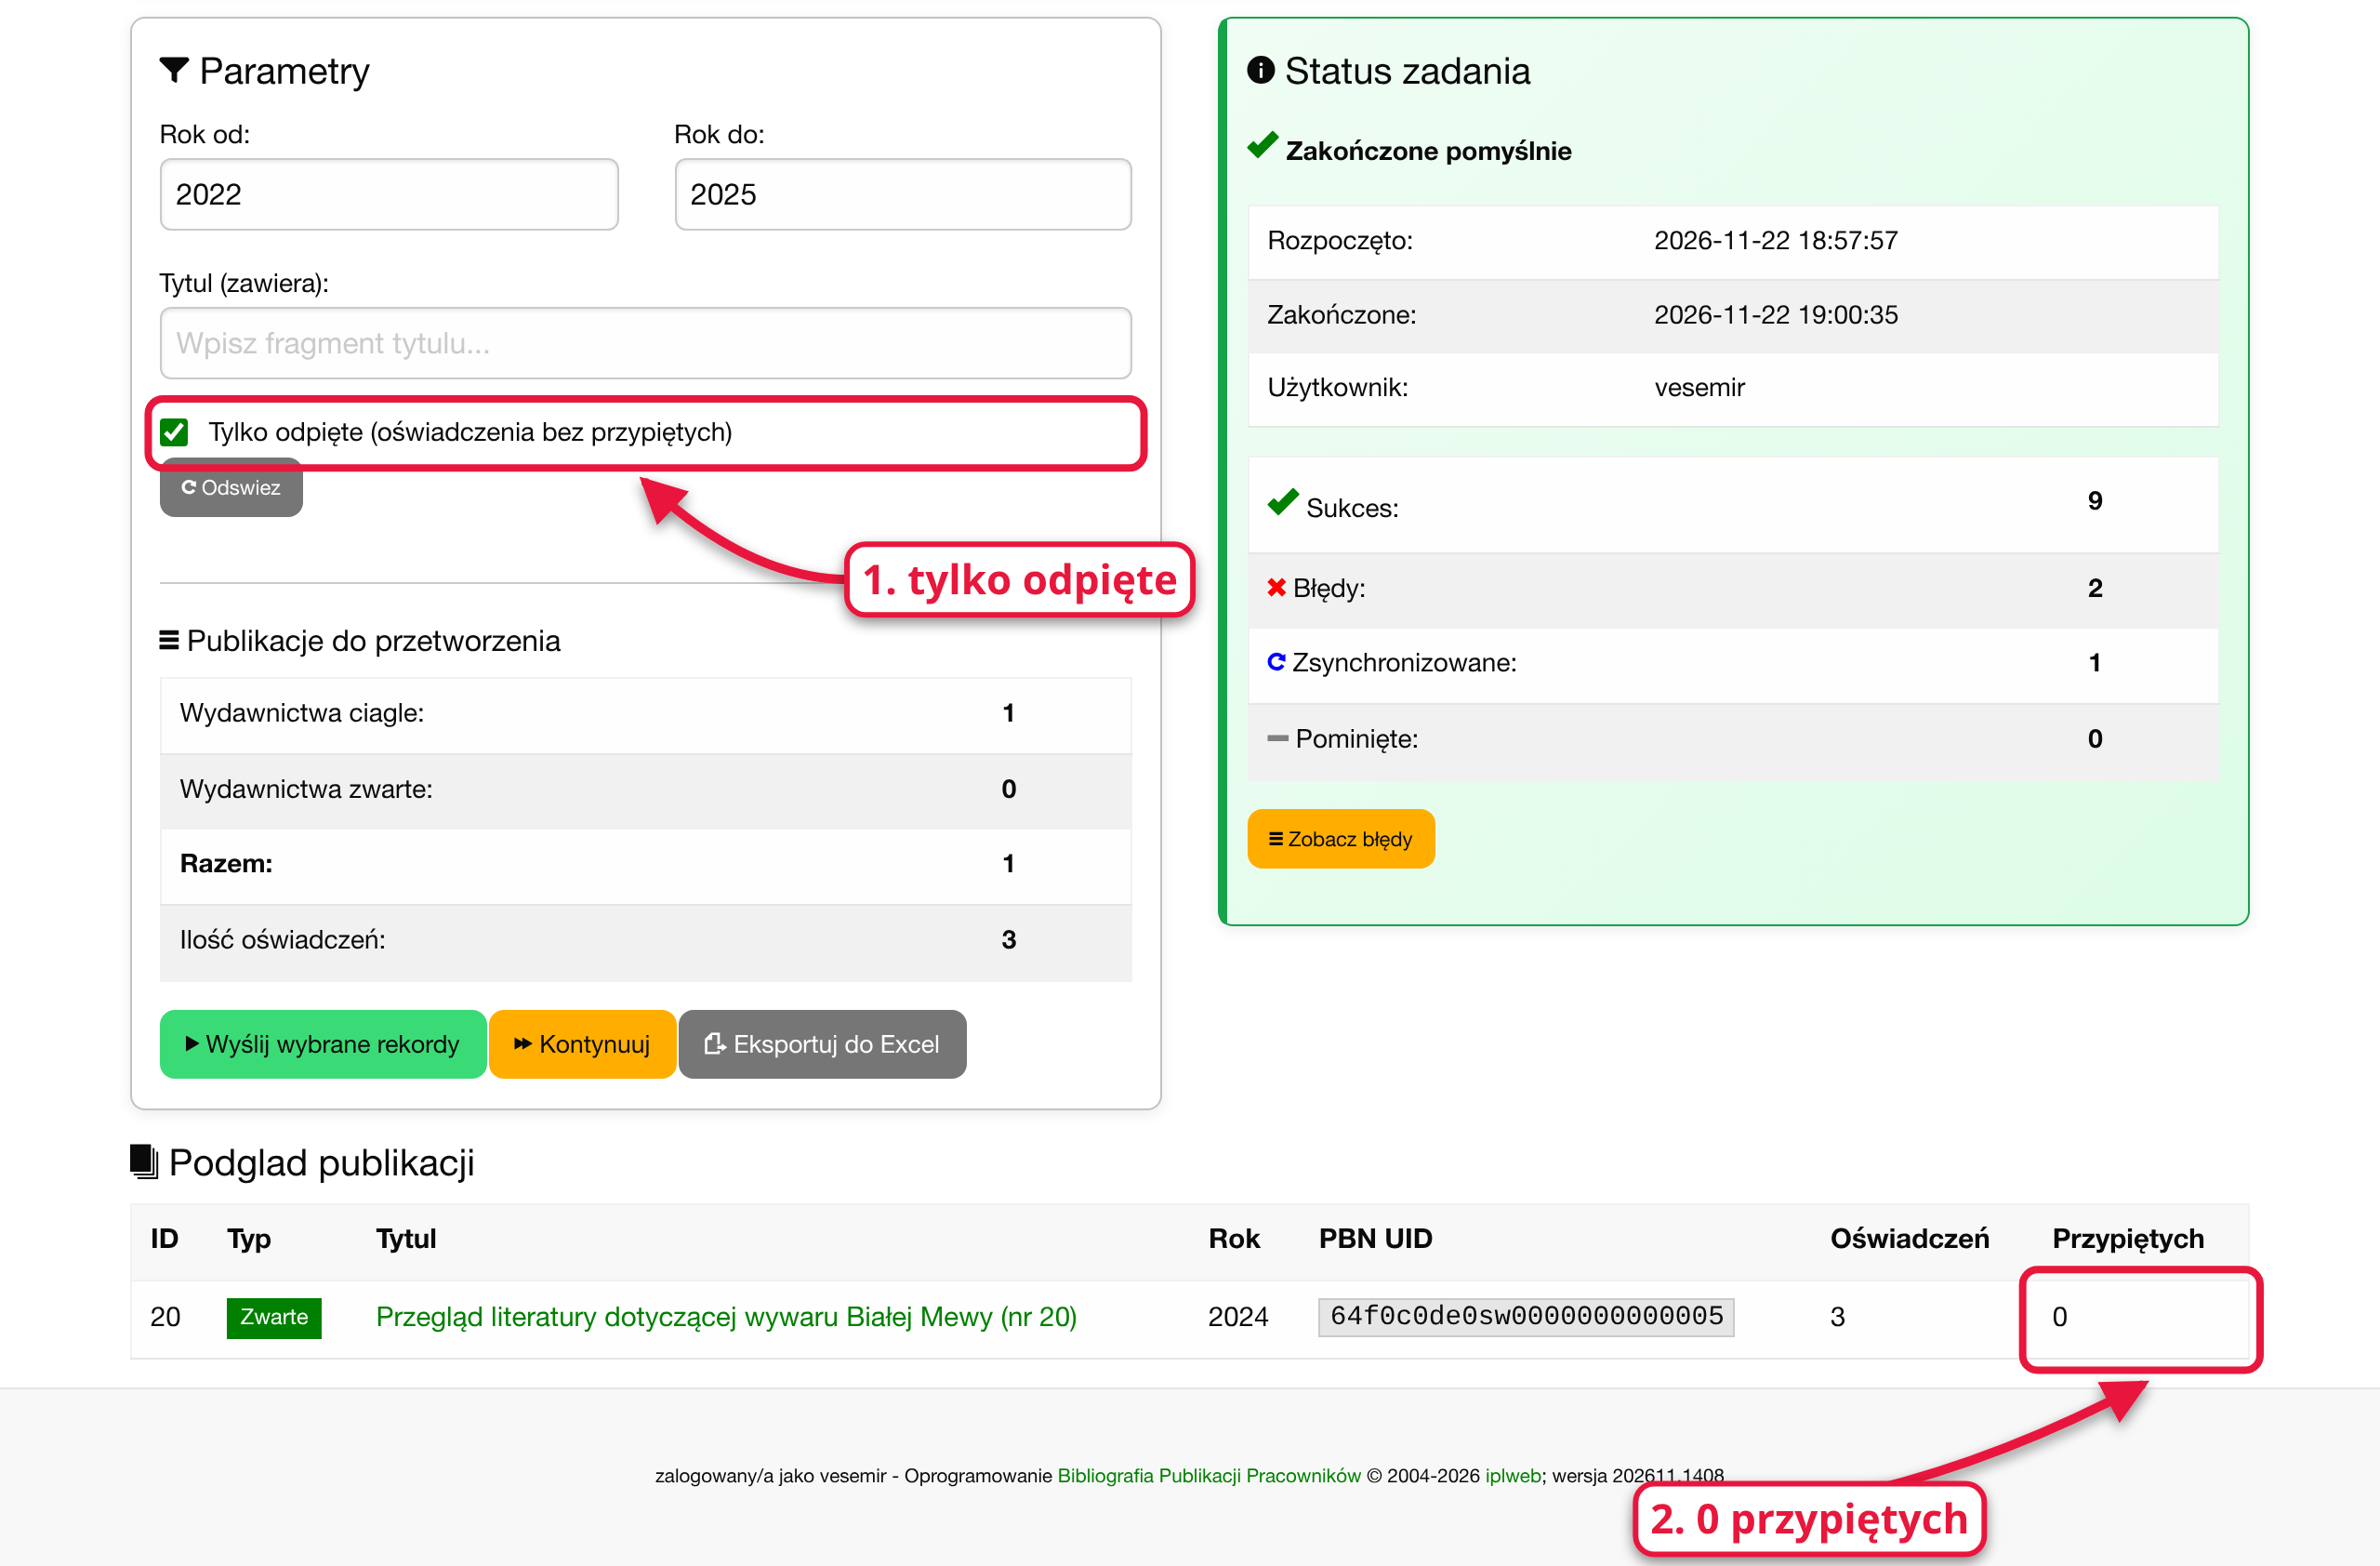 Parametry
Rok od:
Rok do:
2022
2025
Tytul (zawiera):
Wpisz fragment tytulu...
Tylko odpięte (oświadczenia bez przypiętych)
Odswiez
1. tylko odpięte
Publikacje do przetworzenia
Wydawnictwa ciagle: 1
Wydawnictwa zwarte: 0
Razem: 1
Ilość oświadczeń: 3
Wyślij wybrane rekordy
Kontynuuj
Eksportuj do Excel
Status zadania
Zakończone pomyślnie
Rozpoczęto: 2026-11-22 18:57:57
Zakończone: 2026-11-22 19:00:35
Użytkownik: vesemir
Sukces: 9
Błędy: 2
Zsynchronizowane: 1
Pominięte: 0
Zobacz błędy
Podglad publikacji
ID Typ Tytul Rok PBN UID Oświadczeń Przypiętych
20 Zwarte Przegląd literatury dotyczącej wywaru Białej Mewy (nr 20) 2024 64f0c0de0sw0000000000005 3 0
zalogowany/a jako vesemir - Oprogramowanie Bibliografia Publikacji Pracowników © 2004-2026 iplweb; wersja 202611.1408
2. 0 przypiętych